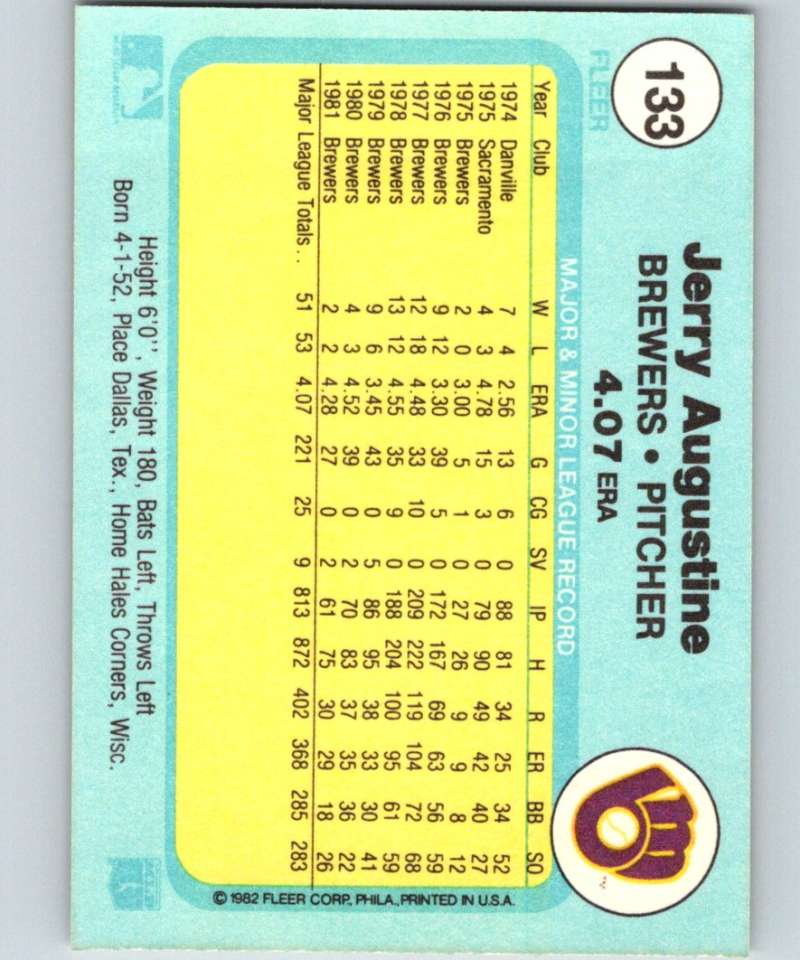 133
FLEER
Jerry Augustine
BREWERS • PITCHER
4.07 ERA
MAJOR & MINOR LEAGUE RECORD
Year Club W L ERA G CG SV IP H R ER BB SO
1974 Danville 7 4 2.56 13 6 0 88 81 34 25 34 52
1975 Sacramento 4 3 4.78 15 3 0 79 90 49 42 40 27
1975 Brewers 2 0 3.00 5 1 0 27 26 9 9 8 12
1976 Brewers 9 12 3.30 39 5 0 172 167 69 63 56 59
1977 Brewers 12 18 4.48 33 10 0 209 222 119 104 72 68
1978 Brewers 13 12 4.55 35 9 0 188 204 100 95 61 59
1979 Brewers 9 6 3.45 43 0 5 86 95 38 33 30 41
1980 Brewers 4 3 4.52 39 0 2 70 83 37 35 36 22
1981 Brewers 2 2 4.28 27 0 2 61 75 30 29 18 26
Major League Totals . . 51 53 4.07 221 25 9 813 872 402 368 285 283
© 1982 FLEER CORP., PHILA., PRINTED IN U.S.A.
Height 6'0'', Weight 180, Bats Left, Throws Left
Born 4-1-52, Place Dallas, Tex., Home Hales Corners, Wisc.